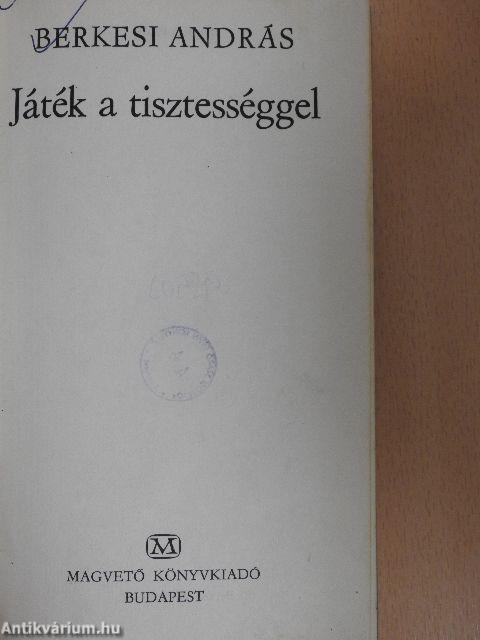 BERKESI ANDRÁS
Játék a tisztességgel
M
MAGVETŐ KÖNYVKIADÓ
BUDAPEST
Antikvárium.hu